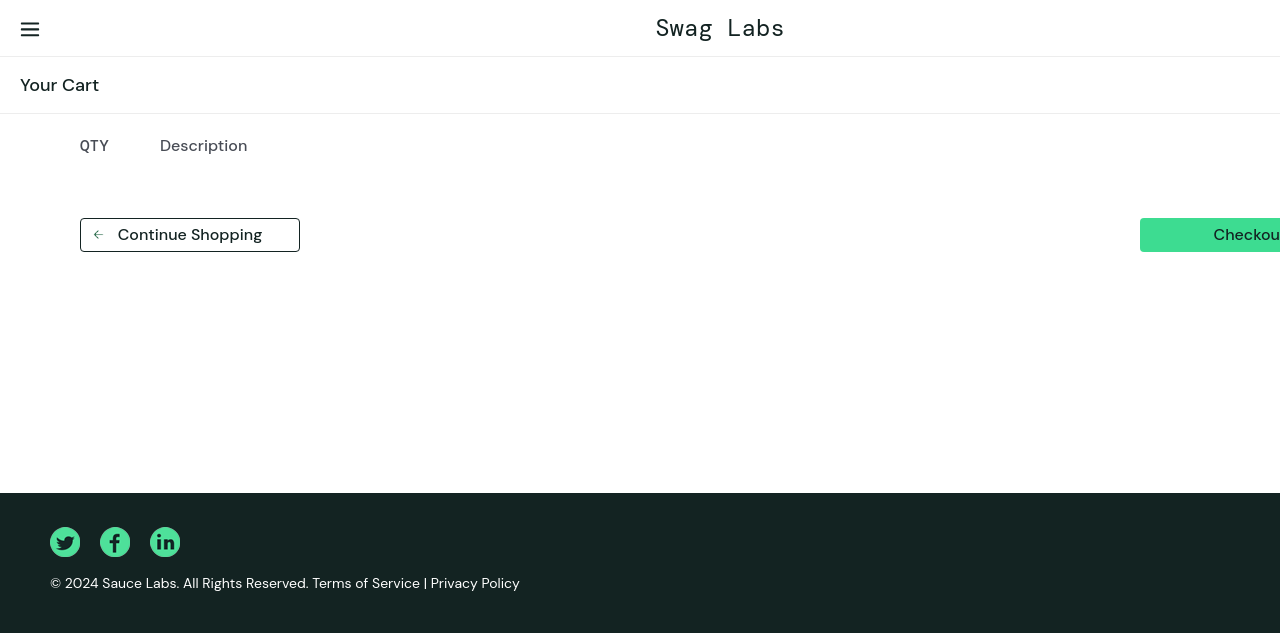 Swag Labs
Your Cart
QTY Description
Continue Shopping
Checkou
© 2024 Sauce Labs. All Rights Reserved. Terms of Service | Privacy Policy